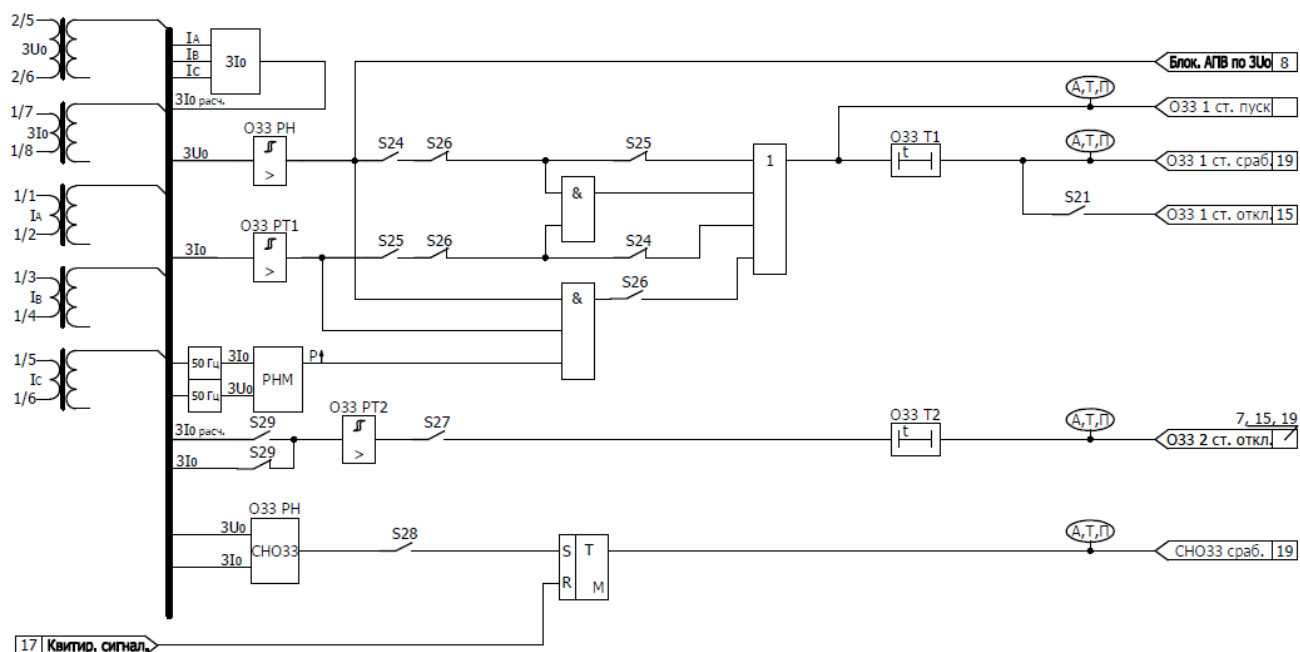 2/5
3U₀
2/6
IA
IB
IC
3I₀
3I₀ расч.
Блок. АПВ по 3U₀ 8
А,Т,П
ОЗЗ 1 ст. пуск
1/7
3I₀
1/8
3U₀
ОЗЗ РН
>
S24
S26
S25
1
ОЗЗ Т1
t
А,Т,П
ОЗЗ 1 ст. сраб. 19
&
S21
ОЗЗ 1 ст. откл. 15
1/1
IA
1/2
3I₀
ОЗЗ РТ1
>
S25
S26
S24
1/3
IB
1/4
&
S26
1/5
IC
1/6
50 Гц
3I₀
50 Гц
3U₀
РНМ
P
3I₀ расч.
S29
3I₀
S29
ОЗЗ РТ2
>
S27
ОЗЗ Т2
t
А,Т,П
7, 15, 19
ОЗЗ 2 ст. откл.
ОЗЗ РН
3U₀
3I₀
СНОЗЗ
S28
S T
R M
А,Т,П
СНОЗЗ сраб. 19
17 Квитир. сигнал.